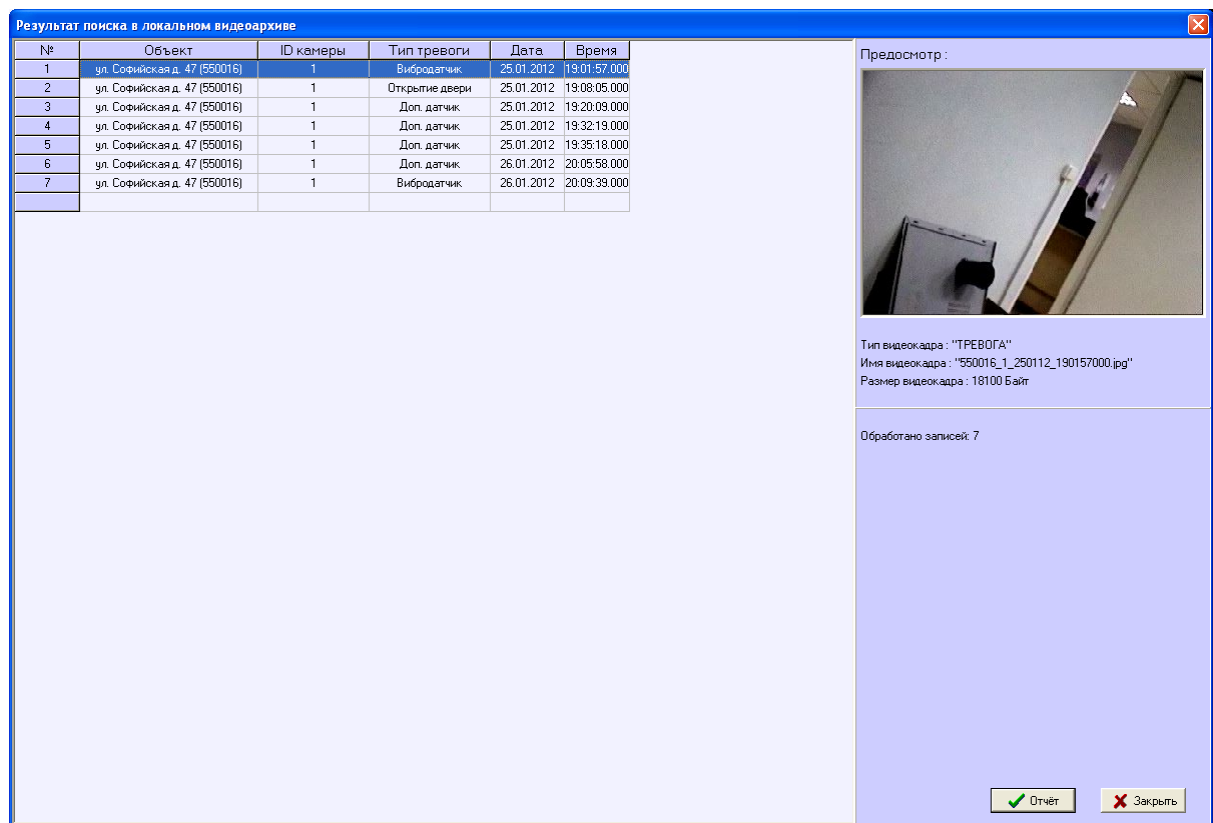 Результат поиска в локальном видеоархиве
№ Объект ID камеры Тип тревоги Дата Время
1 ул. Софийская д. 47 (550016) 1 Вибродатчик 25.01.2012 19:01:57.000
2 ул. Софийская д. 47 (550016) 1 Открытие двери 25.01.2012 19:08:05.000
3 ул. Софийская д. 47 (550016) 1 Доп. датчик 25.01.2012 19:20:09.000
4 ул. Софийская д. 47 (550016) 1 Доп. датчик 25.01.2012 19:32:19.000
5 ул. Софийская д. 47 (550016) 1 Доп. датчик 25.01.2012 19:35:18.000
6 ул. Софийская д. 47 (550016) 1 Доп. датчик 26.01.2012 20:05:58.000
7 ул. Софийская д. 47 (550016) 1 Вибродатчик 26.01.2012 20:09:39.000
Предосмотр :
Тип видеокадра : "ТРЕВОГА"
Имя видеокадра : "550016_1_250112_190157000.jpg"
Размер видеокадра : 18100 Байт
Обработано записей: 7
Отчёт
Закрыть